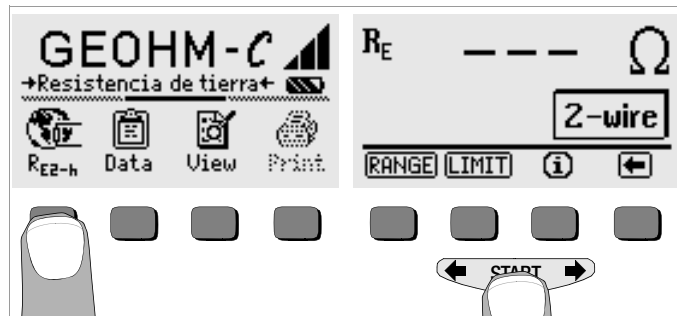 GEOHM-C
→Resistencia de tierra←
RE2-h Data View Print
RE — — — Ω
2-wire
RANGE LIMIT i ←
START